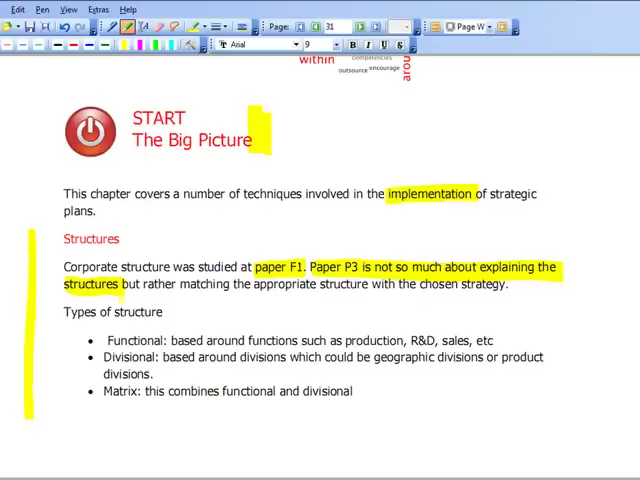 Edit Pen View Extras Help
START Page: 31 Page W
Arial 9 B I U S
within competencies
outsource encourage arou
START
The Big Picture
This chapter covers a number of techniques involved in the implementation of strategic
plans.
Structures
Corporate structure was studied at paper F1. Paper P3 is not so much about explaining the
structures but rather matching the appropriate structure with the chosen strategy.
Types of structure
• Functional: based around functions such as production, R&D, sales, etc
• Divisional: based around divisions which could be geographic divisions or product
divisions.
• Matrix: this combines functional and divisional